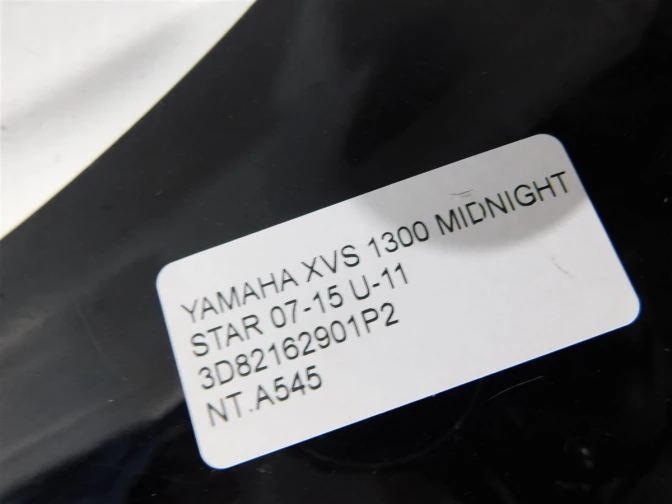 YAMAHA XVS 1300 MIDNIGHT
STAR 07-15 U-11
3D82162901P2
NT.A545